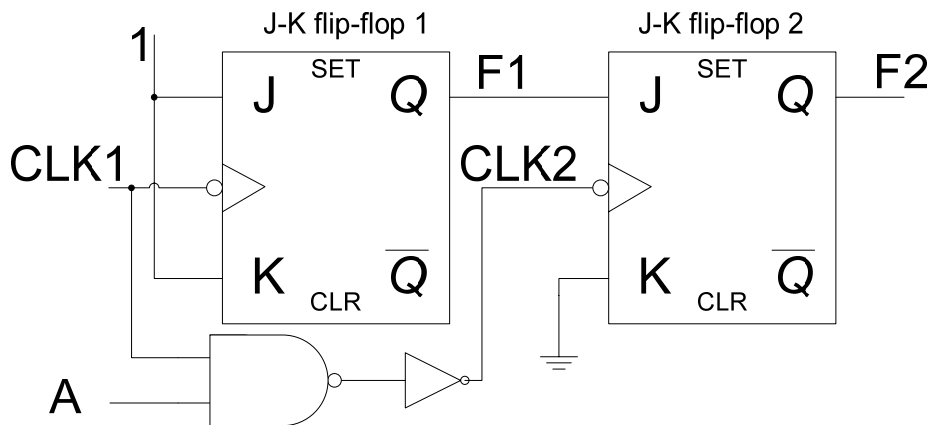 J-K flip-flop 1
J-K flip-flop 2
1
SET
SET
J
Q
F1
J
Q
F2
CLK1
CLK2
K
Q
K
Q
CLR
CLR
A